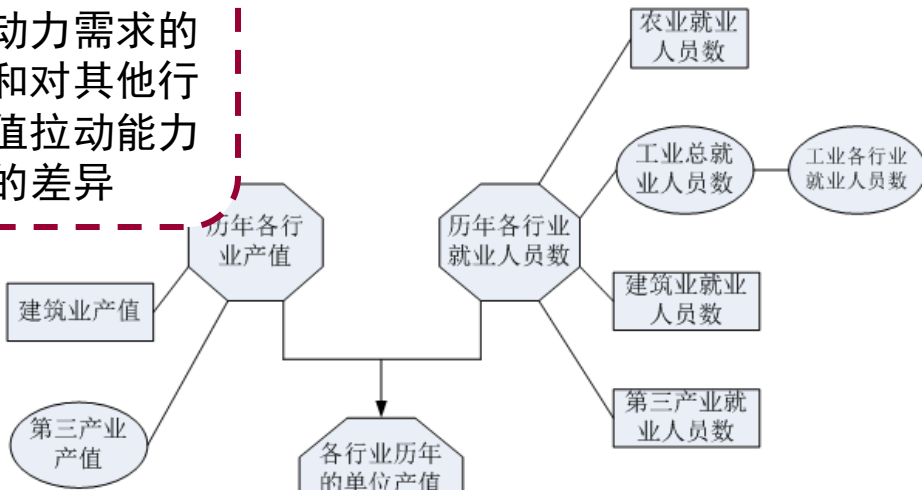 动力需求的
和对其他行
值拉动能力
的差异
农业就业
人员数
工业总就
业人员数
工业各行业
就业人员数
历年各行
业产值
历年各行业
就业人员数
建筑业产值
建筑业就业
人员数
第三产业
产值
第三产业就
业人员数
各行业历年
的单位产值